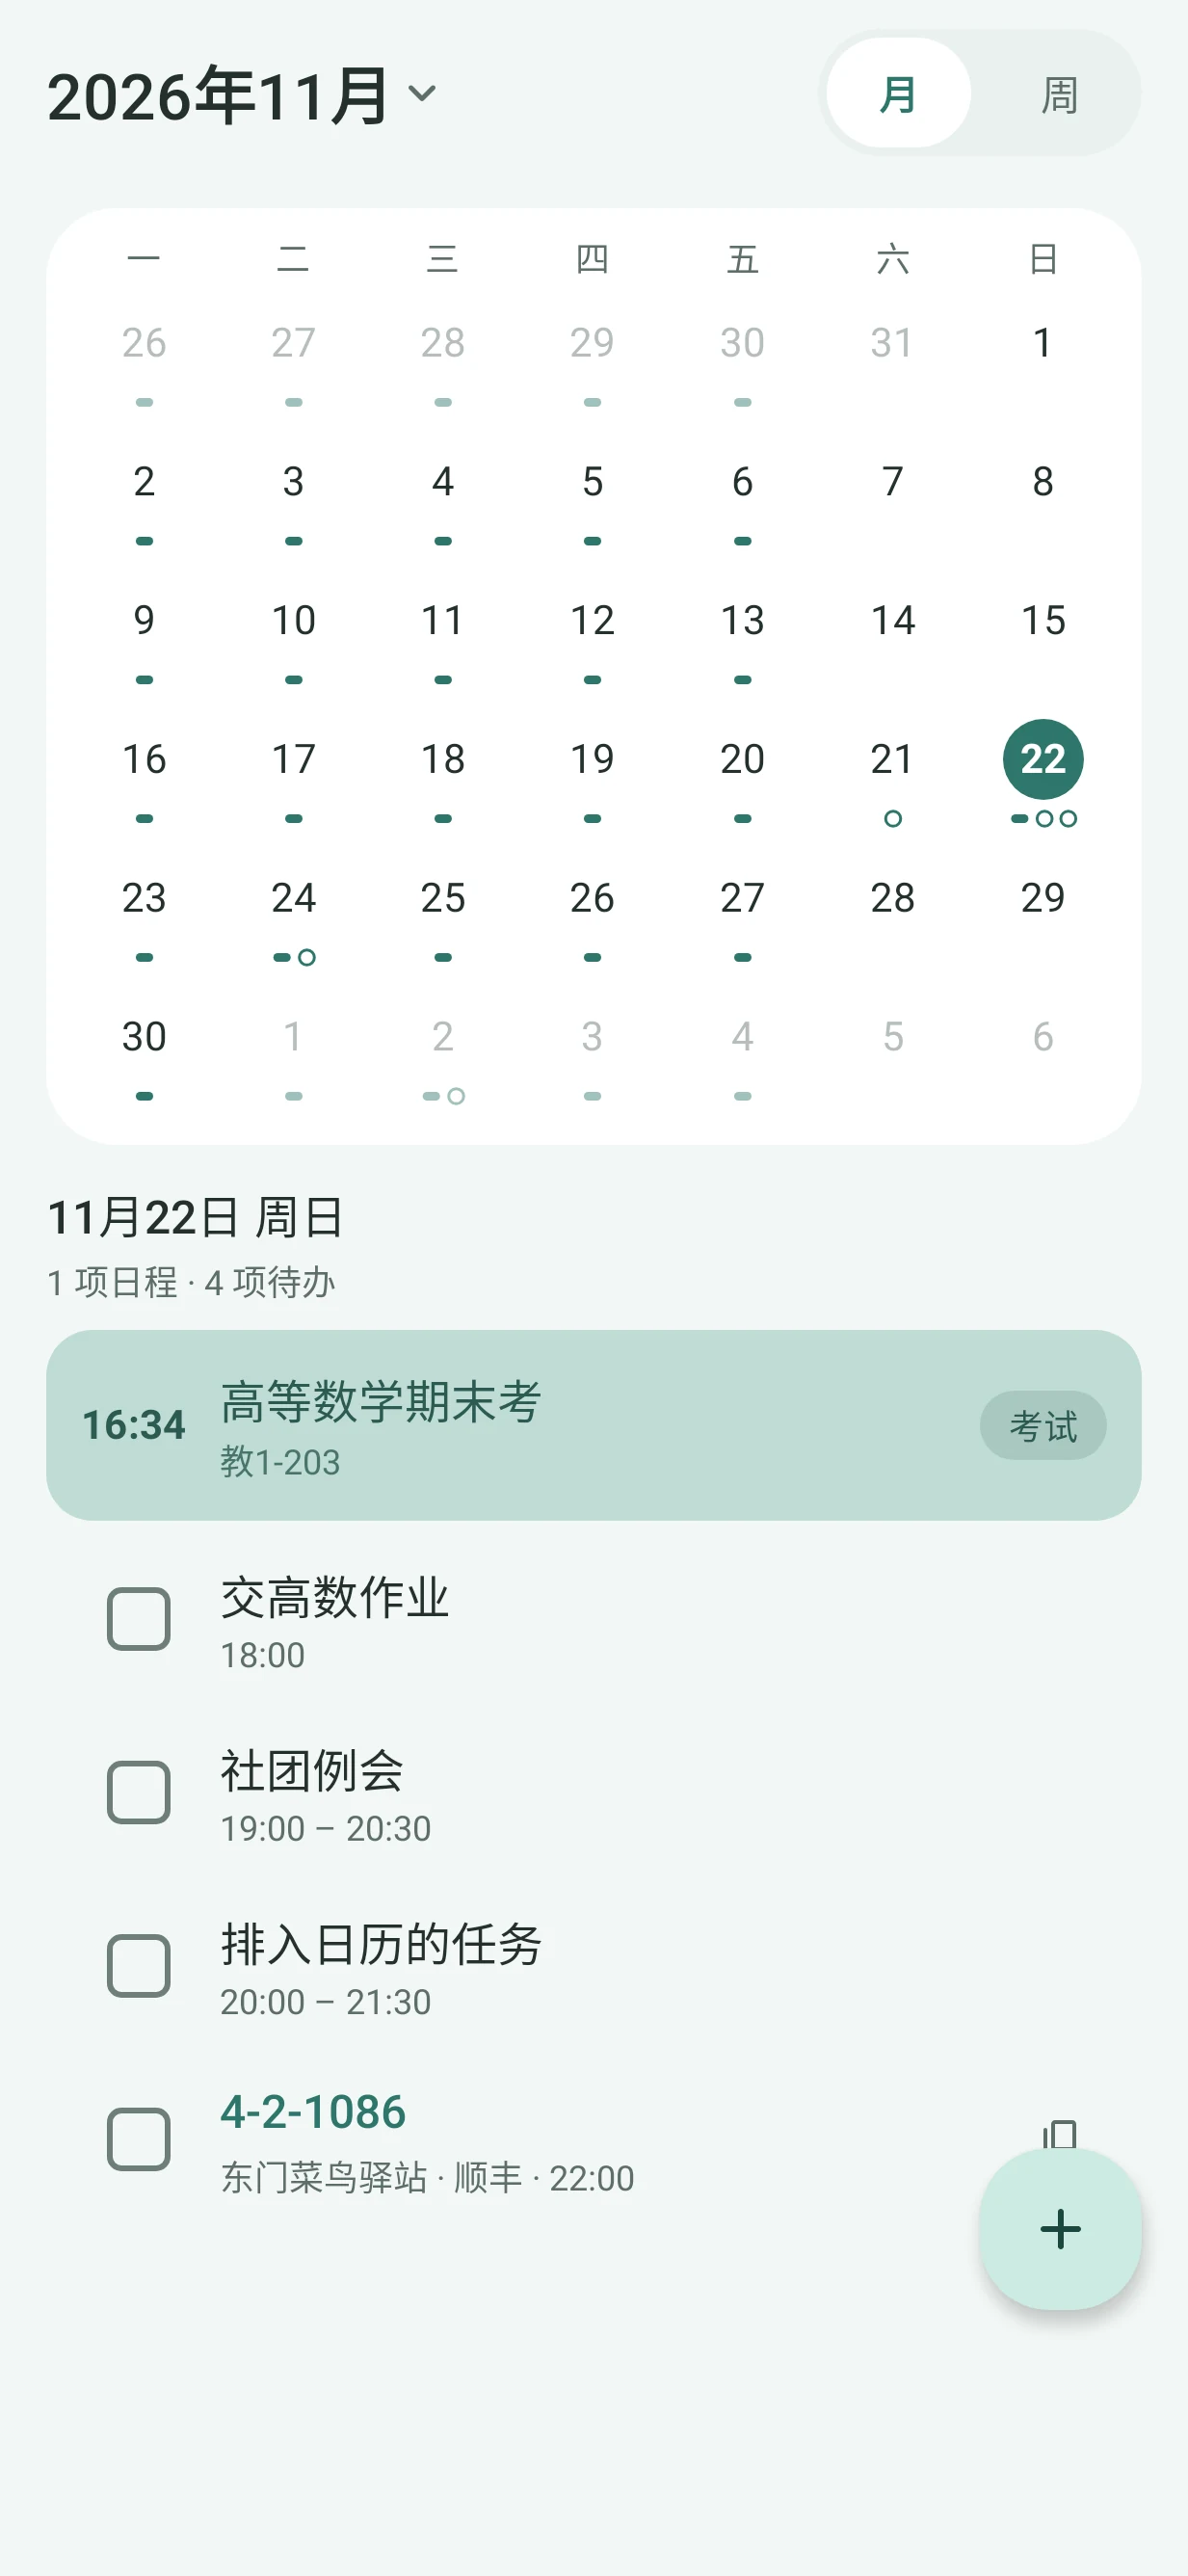 2026年11月
月 周
一 二 三 四 五 六 日
26 27 28 29 30 31 1
2 3 4 5 6 7 8
9 10 11 12 13 14 15
16 17 18 19 20 21 22
23 24 25 26 27 28 29
30 1 2 3 4 5 6
11月22日 周日
1 项日程 · 4 项待办
16:34 高等数学期末考 考试
教1-203
交高数作业
18:00
社团例会
19:00 – 20:30
排入日历的任务
20:00 – 21:30
4-2-1086
东门菜鸟驿站 · 顺丰 · 22:00